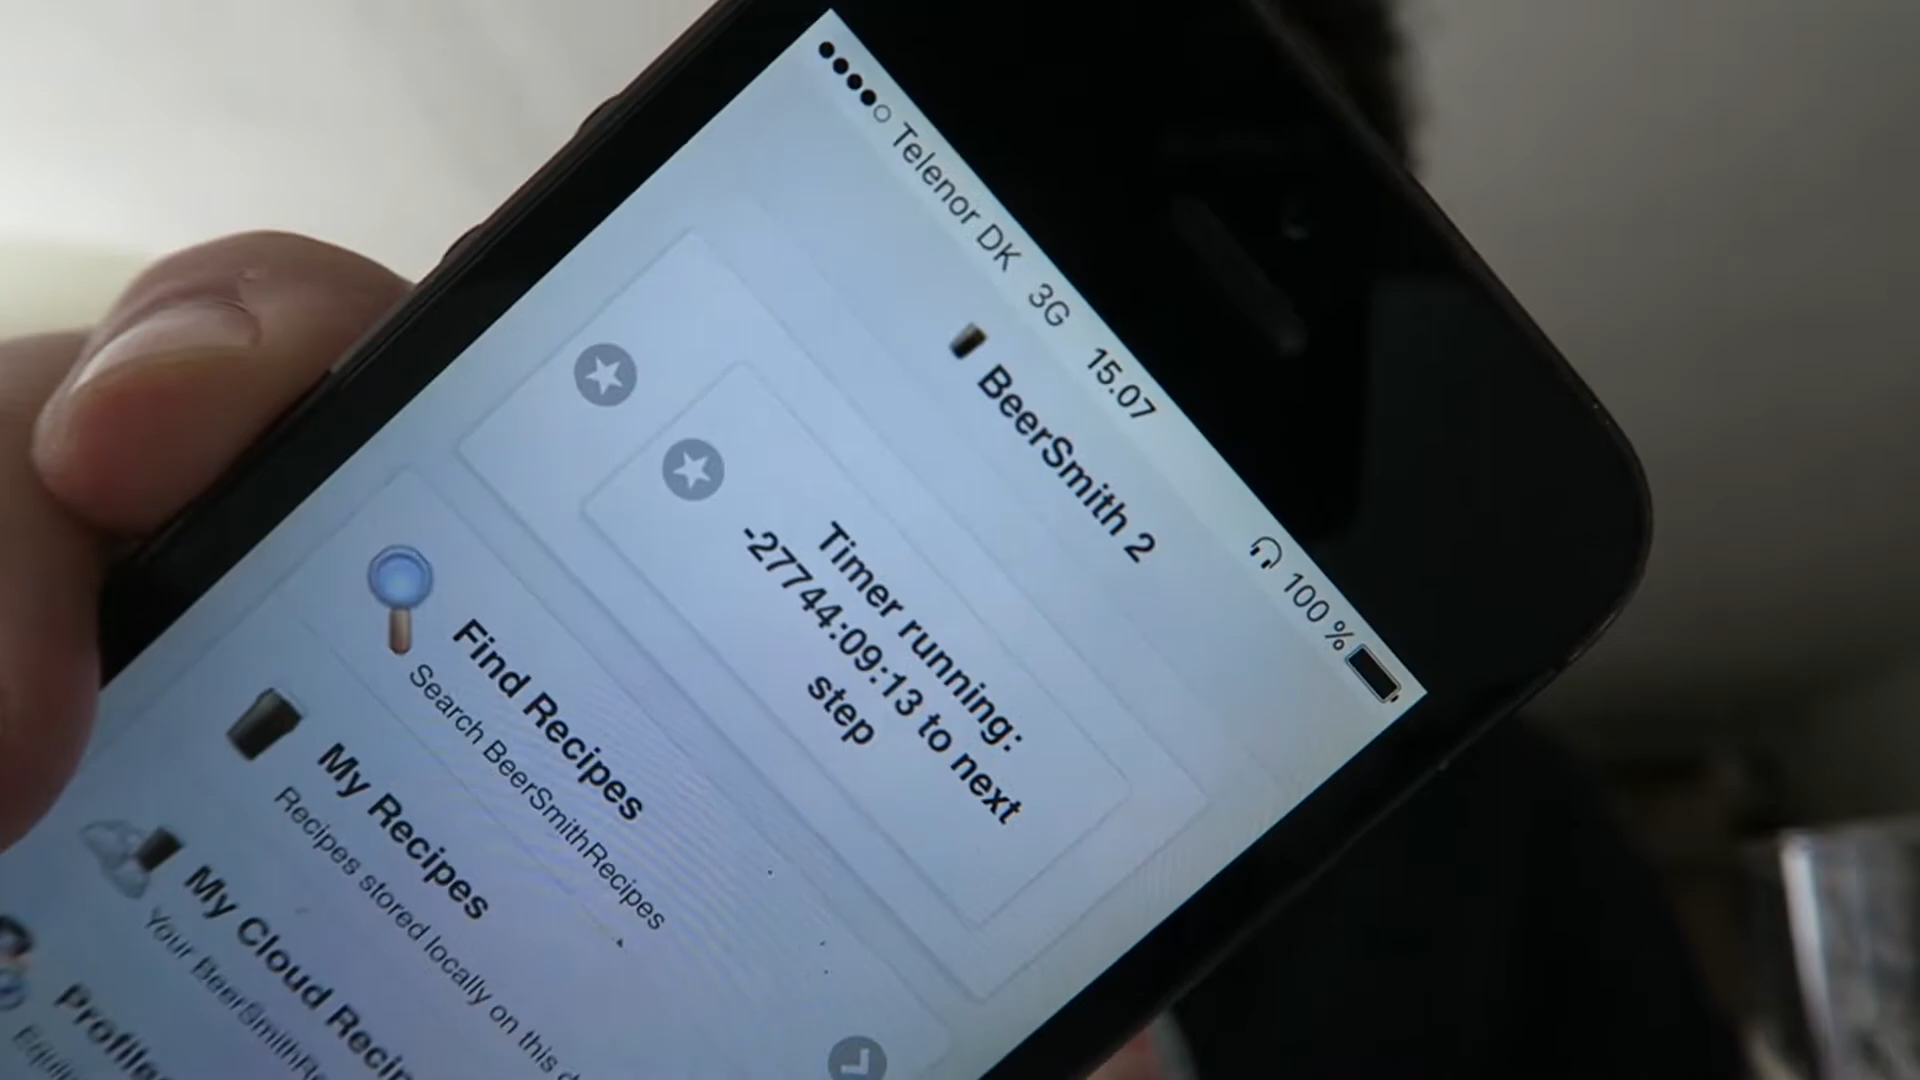 Telenor DK 3G 15.07 100 %
BeerSmith 2
Timer running:
-27744:09:13 to next
step
Find Recipes
Search BeerSmithRecipes
My Recipes
Recipes stored locally on this
My Cloud
Your